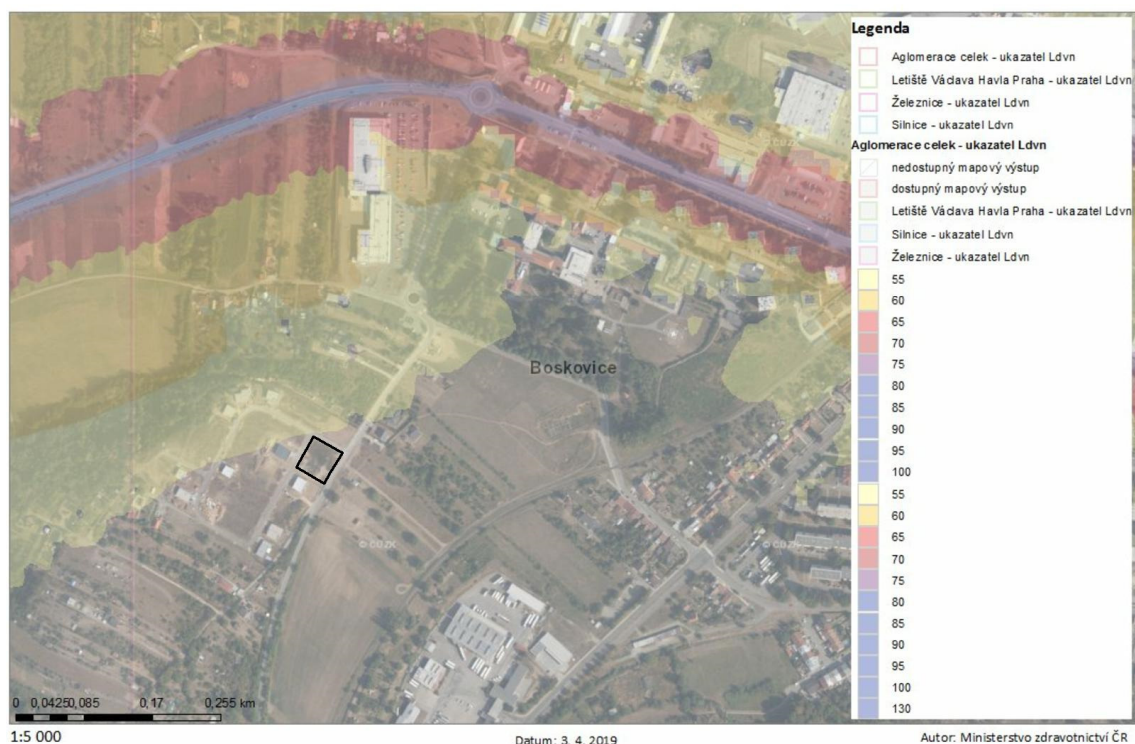 Legenda
Aglomerace celek - ukazatel Ldvn
Letiště Václava Havla Praha - ukazatel Ldvn
Železnice - ukazatel Ldvn
Silnice - ukazatel Ldvn
Aglomerace celek - ukazatel Ldvn
nedostupný mapový výstup
dostupný mapový výstup
Letiště Václava Havla Praha - ukazatel Ldvn
Silnice - ukazatel Ldvn
Železnice - ukazatel Ldvn
55
60
65
70
75
80
85
90
95
100
55
60
65
70
75
80
85
90
95
100
130
Boskovice
© ČÚZK
0 0,0425 0,085 0,17 0,255 km
1:5 000
Datum: 3. 4. 2019
Autor: Ministerstvo zdravotnictví ČR